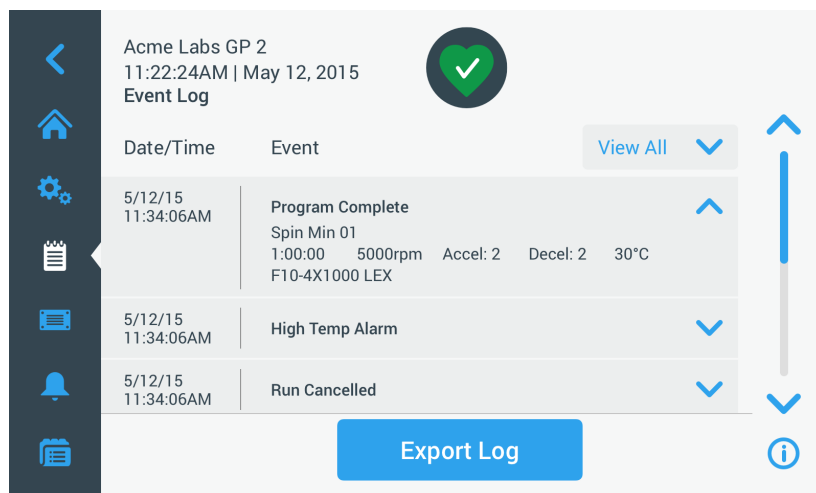 Acme Labs GP 2
11:22:24AM | May 12, 2015
Event Log
Date/Time Event View All
5/12/15
11:34:06AM
Program Complete
Spin Min 01
1:00:00 5000rpm Accel: 2 Decel: 2 30°C
F10-4X1000 LEX
5/12/15
11:34:06AM
High Temp Alarm
5/12/15
11:34:06AM
Run Cancelled
Export Log